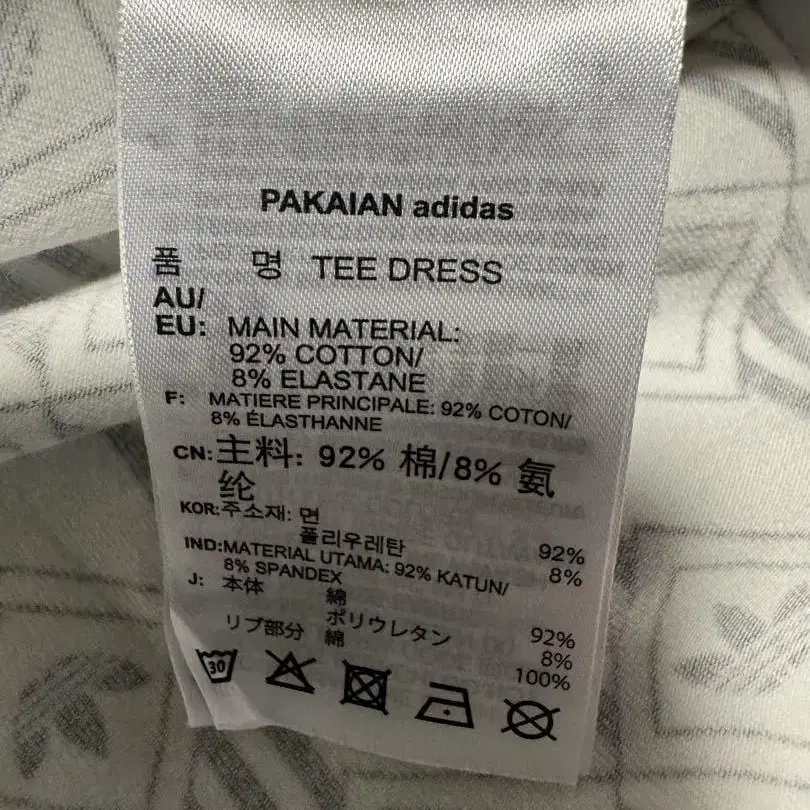 PAKAIAN adidas
품 명 TEE DRESS
AU/
EU: MAIN MATERIAL:
92% COTTON/
8% ELASTANE
F: MATIERE PRINCIPALE: 92% COTON/
8% ÉLASTHANNE
CN: 主料: 92% 棉/8% 氨
纶
KOR: 주소재: 면 92%
폴리우레탄 8%
IND: MATERIAL UTAMA: 92% KATUN/
8% SPANDEX
J: 本体 綿 92%
ポリウレタン 8%
リブ部分 綿 100%
30